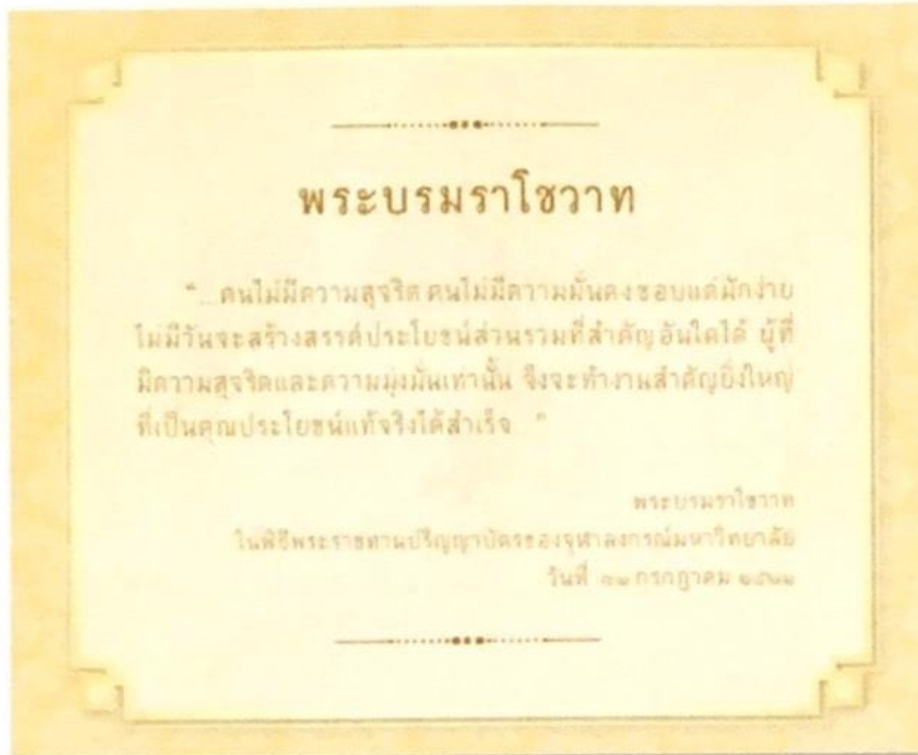 พระบรมราโชวาท
"...คนไม่มีความสุจริต คนไม่มีความมั่นคง ชอบแต่มักง่าย
ไม่มีวันจะสร้างสรรค์ประโยชน์ส่วนรวมที่สำคัญอันใดได้ ผู้ที่
มีความสุจริตและความมุ่งมั่นเท่านั้น จึงจะทำงานสำคัญยิ่งใหญ่
ที่เป็นคุณประโยชน์แท้จริงได้สำเร็จ..."
พระบรมราโชวาท
ในพิธีพระราชทานปริญญาบัตรของจุฬาลงกรณ์มหาวิทยาลัย
วันที่ กรกฎาคม